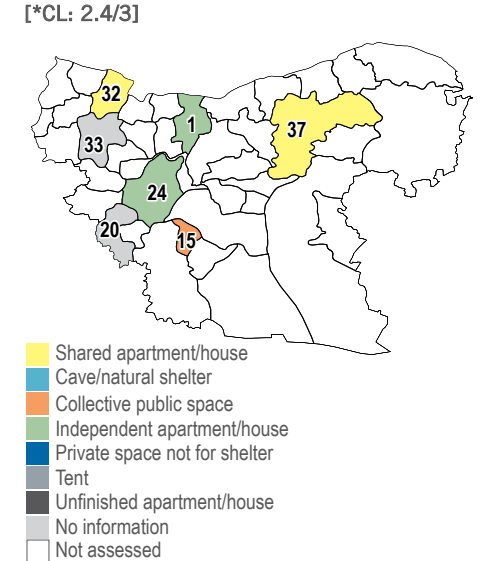 [*CL: 2.4/3]
32
1
37
33
24
20
15
Shared apartment/house
Cave/natural shelter
Collective public space
Independent apartment/house
Private space not for shelter
Tent
Unfinished apartment/house
No information
Not assessed